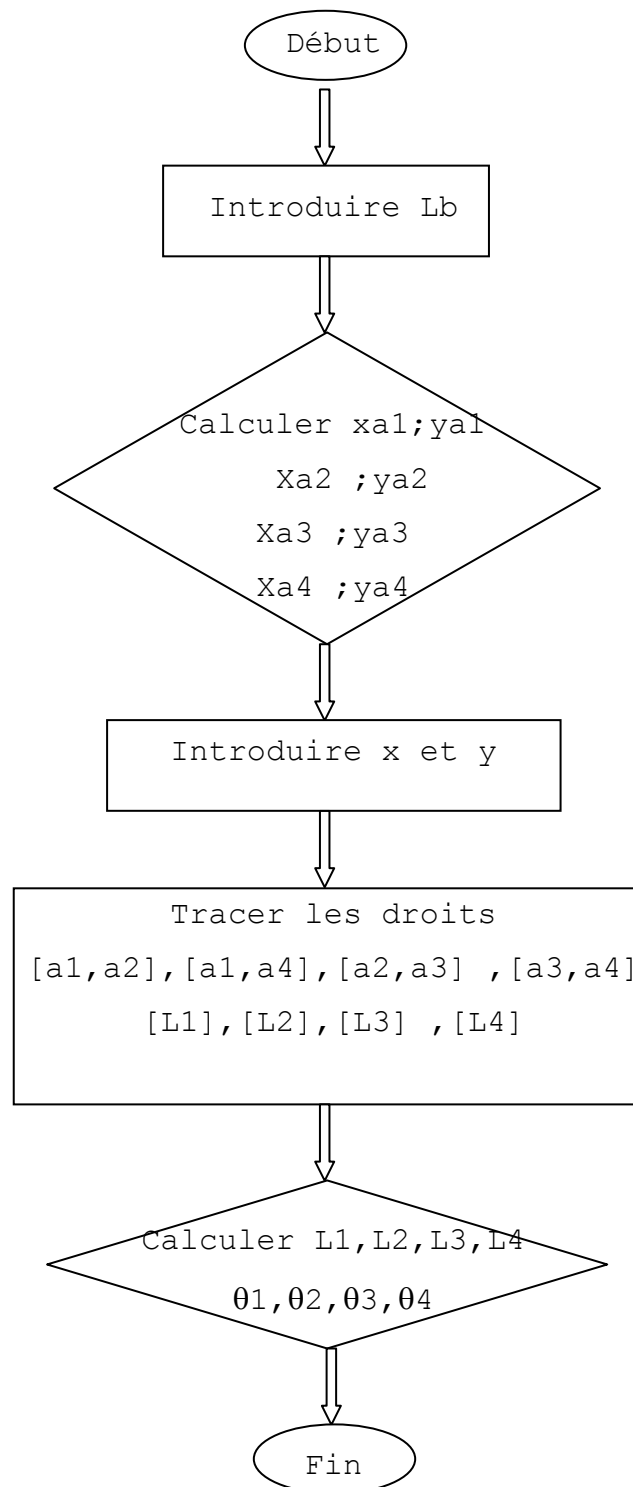 Début
Introduire Lb
Calculer xa1;ya1
Xa2 ;ya2
Xa3 ;ya3
Xa4 ;ya4
Introduire x et y
Tracer les droits
[a1,a2],[a1,a4],[a2,a3] ,[a3,a4]
[L1],[L2],[L3] ,[L4]
Calculer L1,L2,L3,L4
θ1,θ2,θ3,θ4
Fin